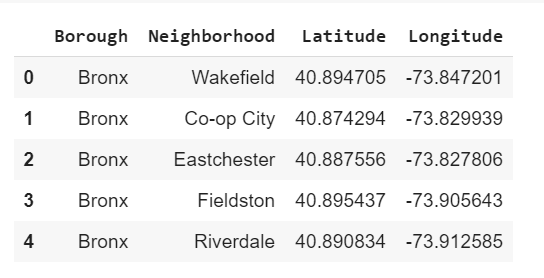 Borough Neighborhood Latitude Longitude
0 Bronx Wakefield 40.894705 -73.847201
1 Bronx Co-op City 40.874294 -73.829939
2 Bronx Eastchester 40.887556 -73.827806
3 Bronx Fieldston 40.895437 -73.905643
4 Bronx Riverdale 40.890834 -73.912585